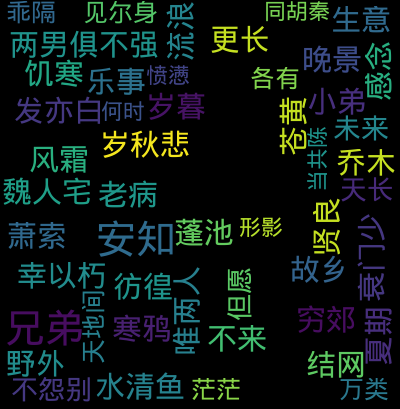 乖隔
见尔身
流浪
同胡秦
生意
两男俱不强
更长
晚景
感念
饥寒
乐事
愤懑
各有
发亦白
何时
岁暮
苍黄
小弟
未来
岁秋悲
当共陈
风霜
乔木
魏人宅
老病
天长
贤良
萧索
安知
蓬池
形影
衰门少
幸以朽
彷徨
唯两人
但愿
故乡
天地间
兄弟
寒鸦
不来
穷郊
夏期
野外
结网
不怨别
水清鱼
茫茫
万类